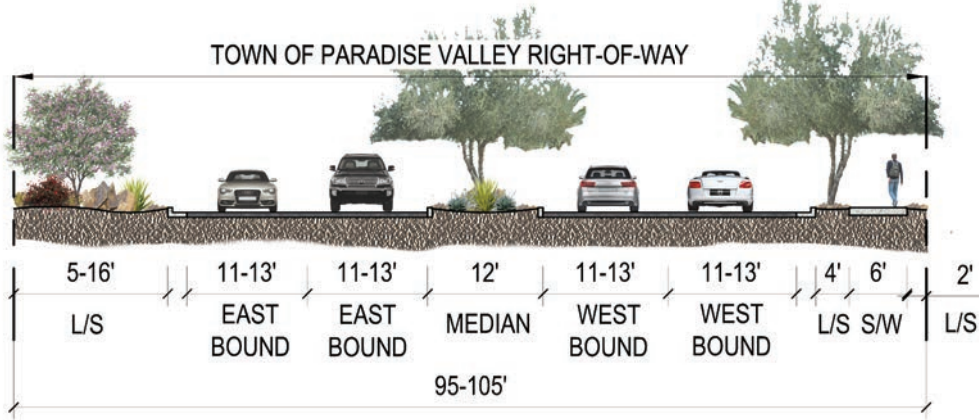 TOWN OF PARADISE VALLEY RIGHT-OF-WAY
5-16' 11-13' 11-13' 12' 11-13' 11-13' 4' 6' 2'
L/S EAST BOUND EAST BOUND MEDIAN WEST BOUND WEST BOUND L/S S/W L/S
95-105'